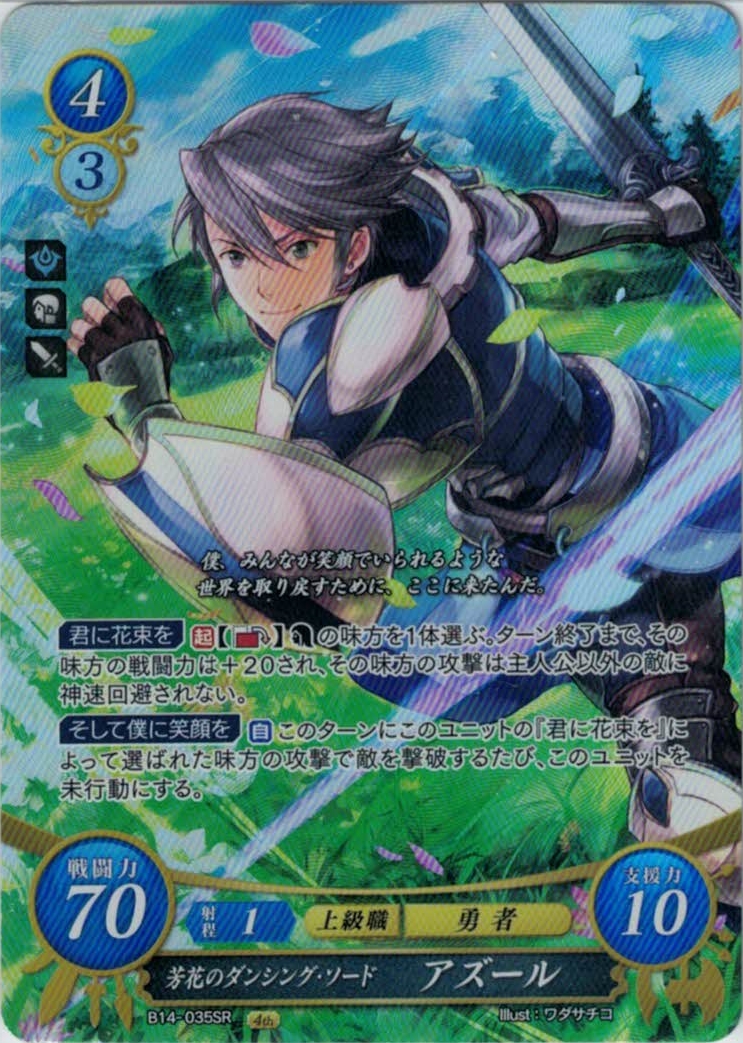 4
3
僕、みんなが笑顔でいられるような
世界を取り戻すために、ここに来たんだ。
君に花束を 起【 】 の味方を1体選ぶ。ターン終了まで、その
味方の戦闘力は+20され、その味方の攻撃は主人公以外の敵に
神速回避されない。
そして僕に笑顔を 自 このターンにこのユニットの『君に花束を』に
よって選ばれた味方の攻撃で敵を撃破するたび、このユニットを
未行動にする。
戦闘力
70
射程 1
上級職 勇者
支援力
10
芳花のダンシング・ソード アズール
B14-035SR 4th
Illust:ワダサチコ